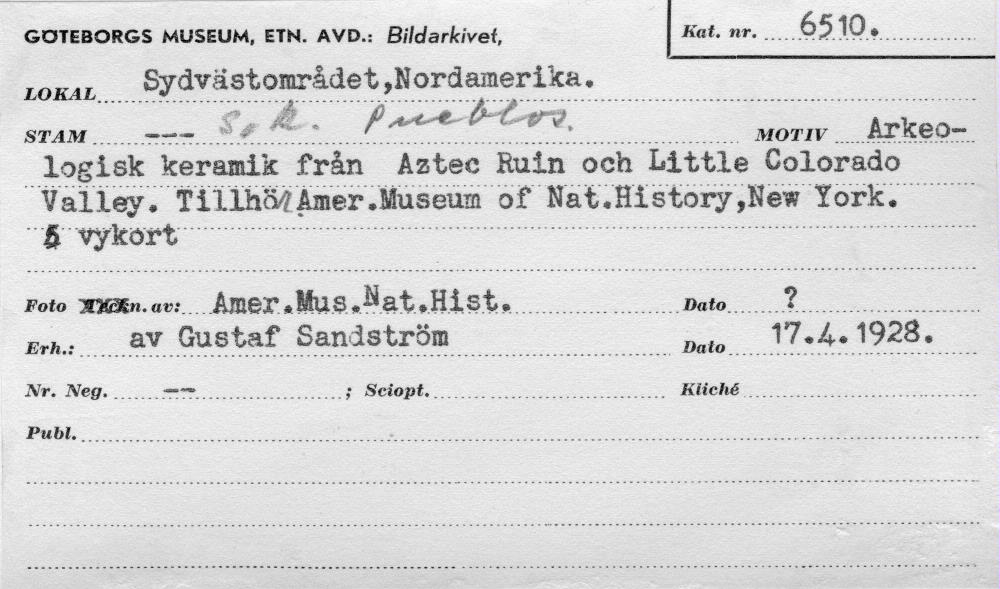 GÖTEBORGS MUSEUM, ETN. AVD.: Bildarkivet,
Kat. nr. 6510.
LOKAL Sydvästområdet,Nordamerika.
STAM --- S.k. Pueblos. MOTIV Arkeo-
logisk keramik från Aztec Ruin och Little Colorado
Valley. Tillhör Amer.Museum of Nat.History,New York.
5 vykort
Foto Teckn. av: Amer.Mus.Nat.Hist. Dato ?
Erh.: av Gustaf Sandström Dato 17.4.1928.
Nr. Neg. -- ; Sciopt. Kliché
Publ.